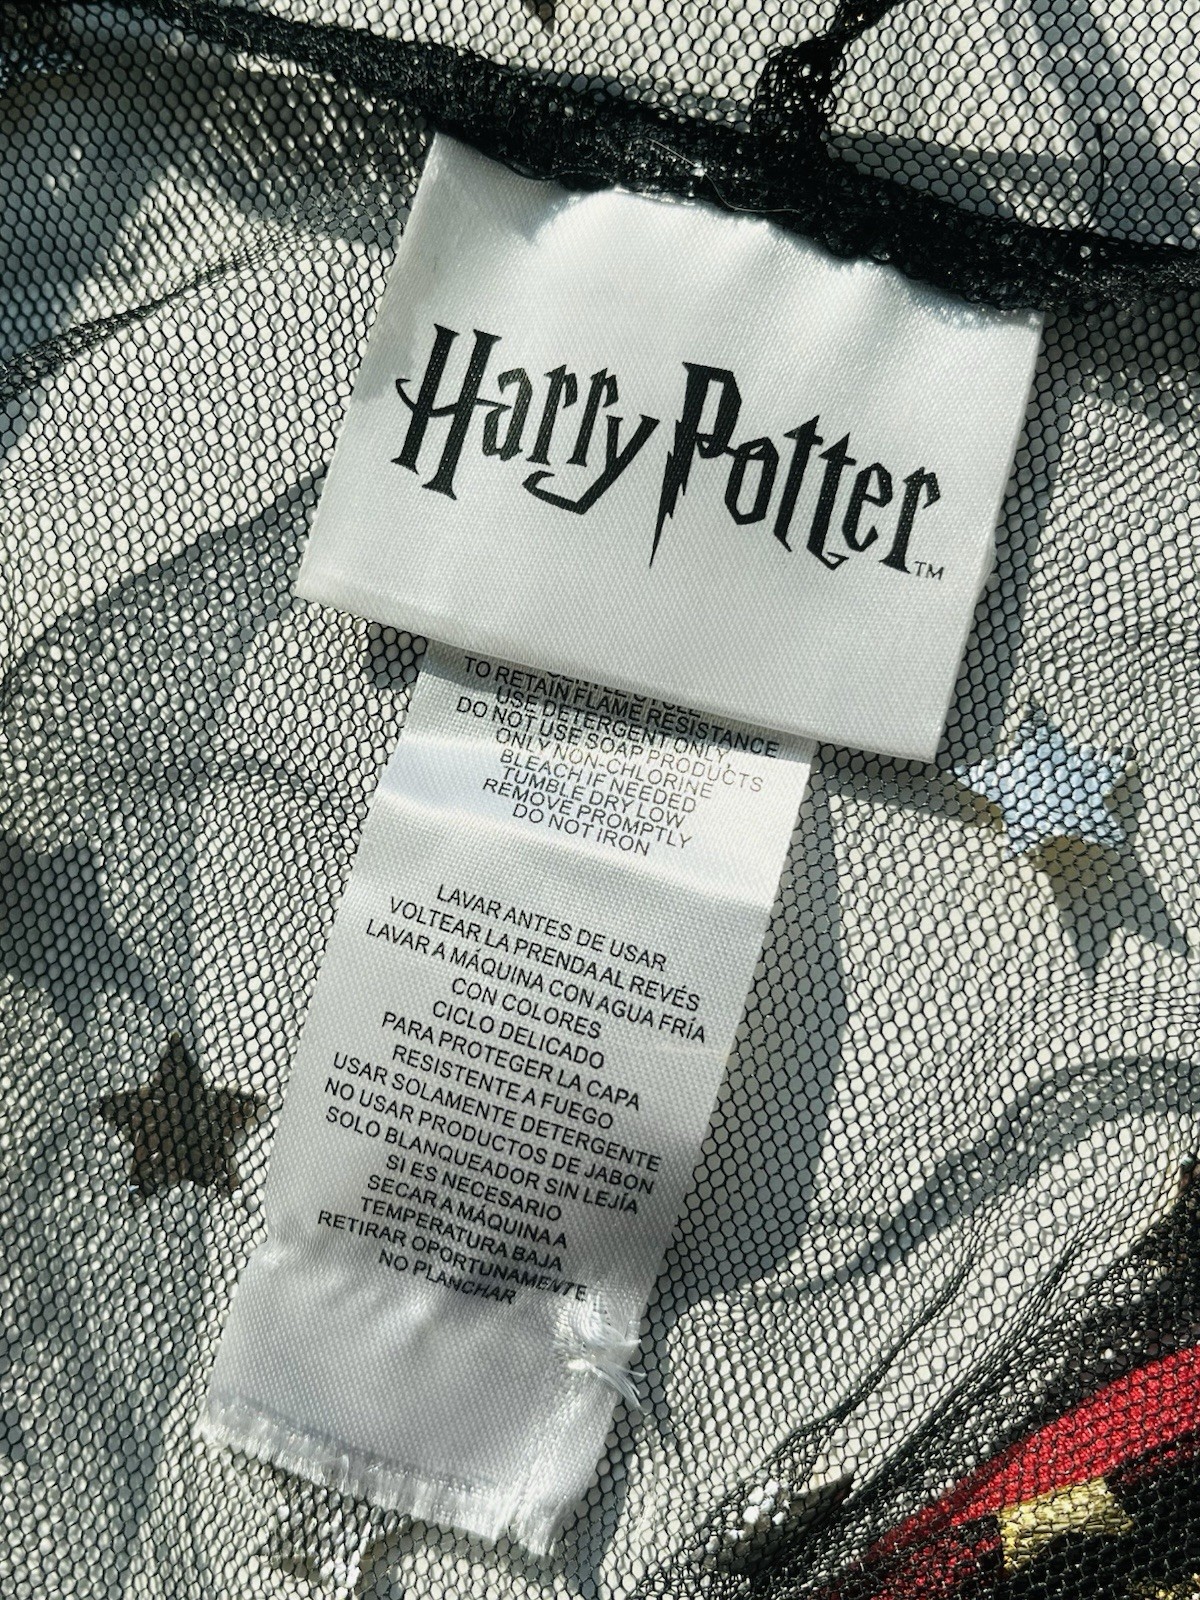 Harry Potter™
TO RETAIN FLAME RESISTANCE
USE DETERGENT ONLY,
DO NOT USE SOAP PRODUCTS
ONLY NON-CHLORINE
BLEACH IF NEEDED
TUMBLE DRY LOW
REMOVE PROMPTLY
DO NOT IRON
LAVAR ANTES DE USAR
VOLTEAR LA PRENDA AL REVÉS
LAVAR A MÁQUINA CON AGUA FRÍA
CON COLORES
CICLO DELICADO
PARA PROTEGER LA CAPA
RESISTENTE A FUEGO
USAR SOLAMENTE DETERGENTE
NO USAR PRODUCTOS DE JABON
SOLO BLANQUEADOR SIN LEJÍA
SI ES NECESARIO
SECAR A MÁQUINA A
TEMPERATURA BAJA
RETIRAR OPORTUNAMENTE
NO PLANCHAR